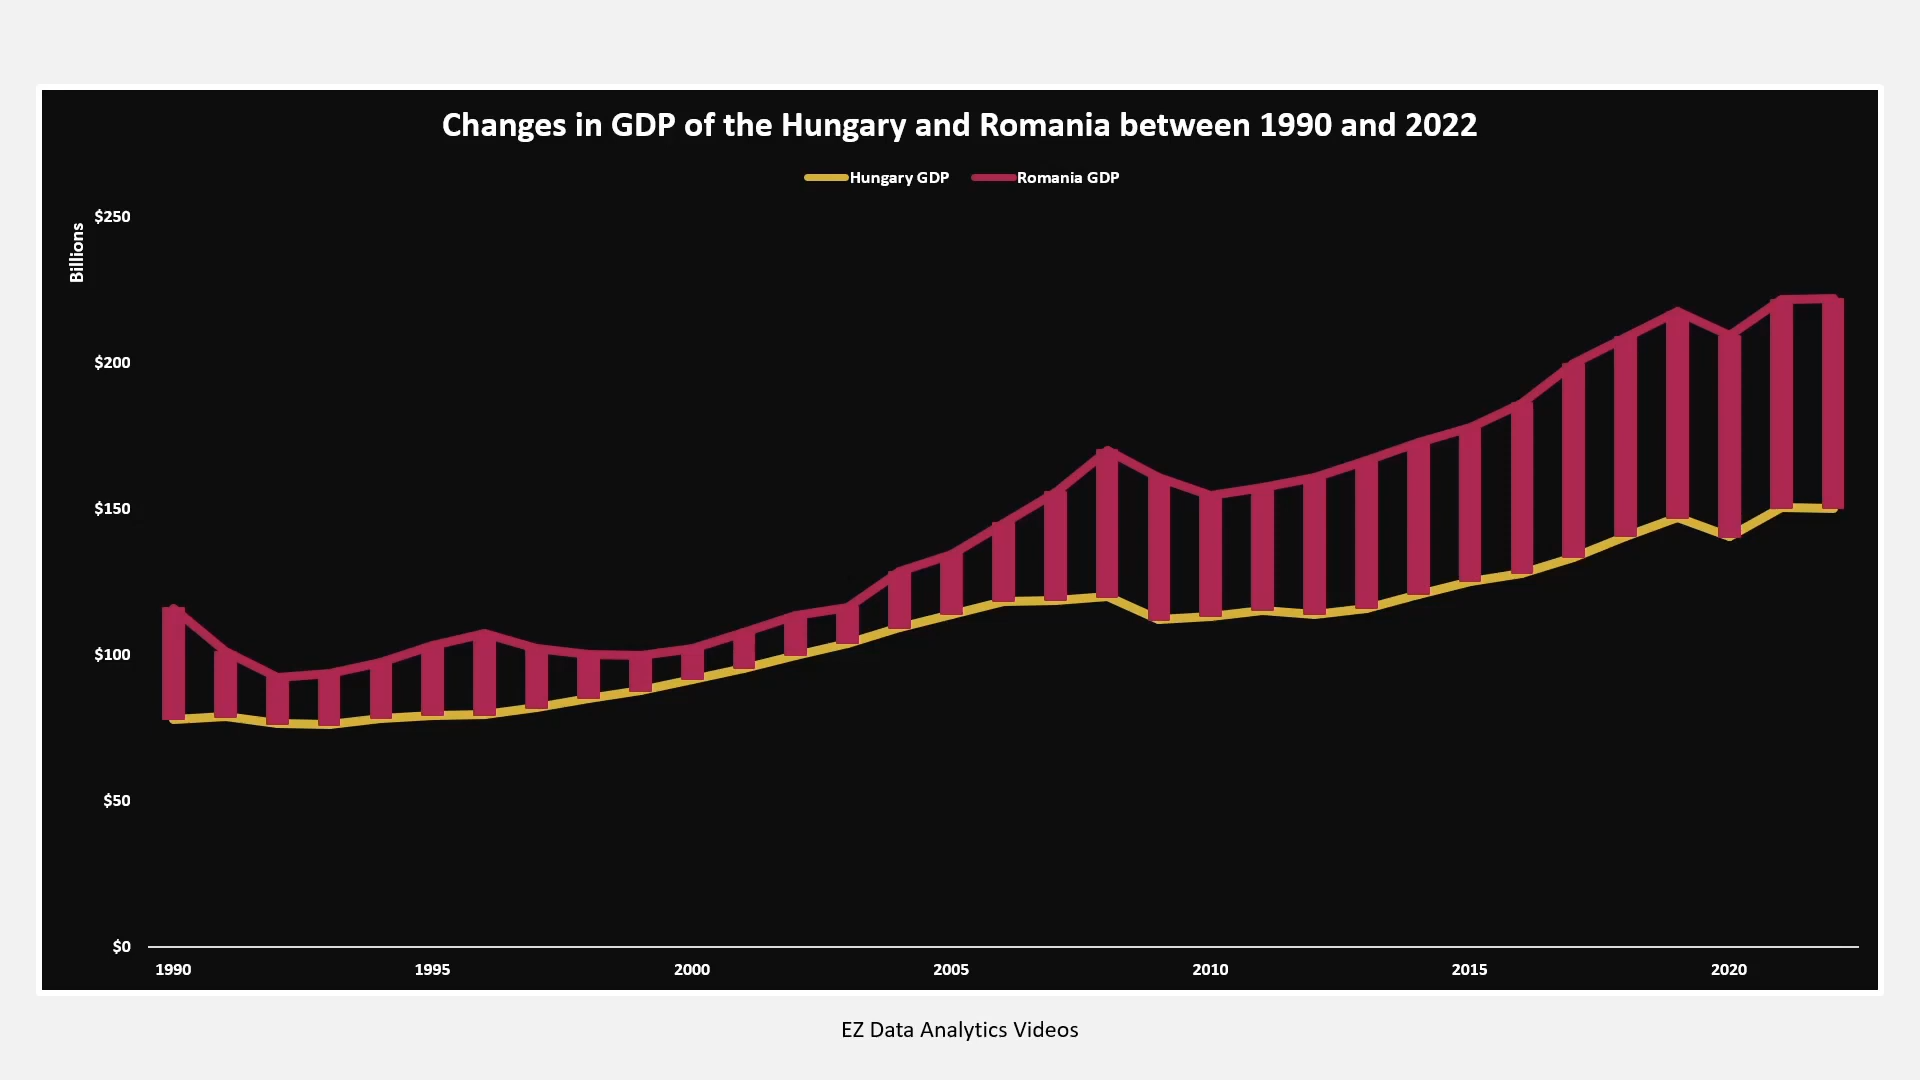 Changes in GDP of the Hungary and Romania between 1990 and 2022
Hungary GDP Romania GDP
Billions
$250
$200
$150
$100
$50
$0
1990 1995 2000 2005 2010 2015 2020
EZ Data Analytics Videos